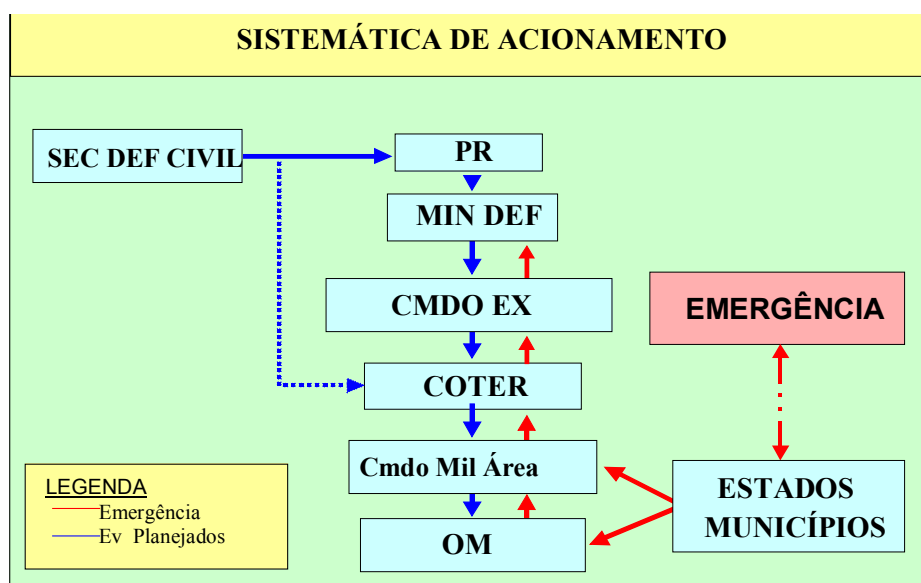 SISTEMÁTICA DE ACIONAMENTO
SEC DEF CIVIL
PR
MIN DEF
CMDO EX
EMERGÊNCIA
COTER
Cmdo Mil Área
ESTADOS
MUNICÍPIOS
OM
LEGENDA
Emergência
Ev Planejados